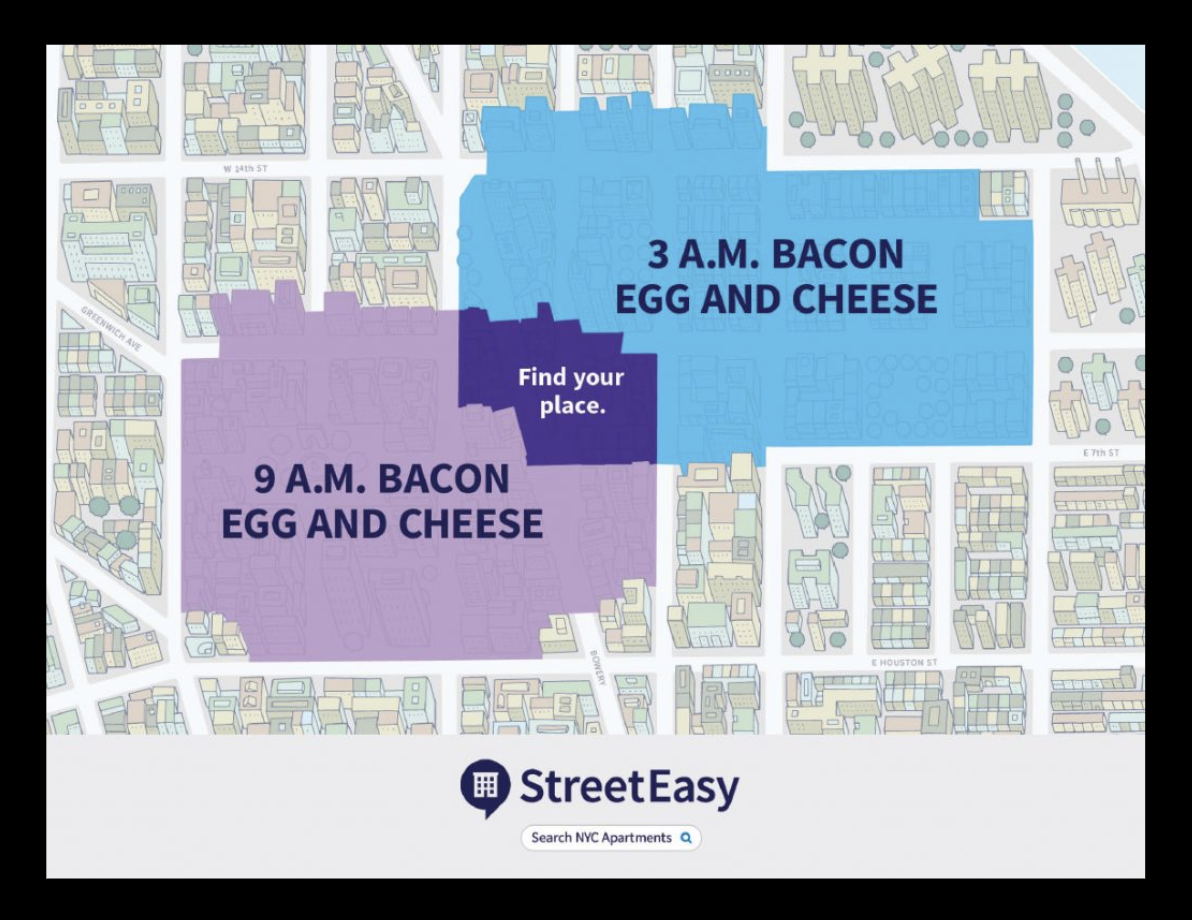 W 14th ST
3 A.M. BACON
EGG AND CHEESE
GREENWICH AVE
Find your
place.
E 7th ST
9 A.M. BACON
EGG AND CHEESE
BOWERY
E HOUSTON ST
StreetEasy
Search NYC Apartments